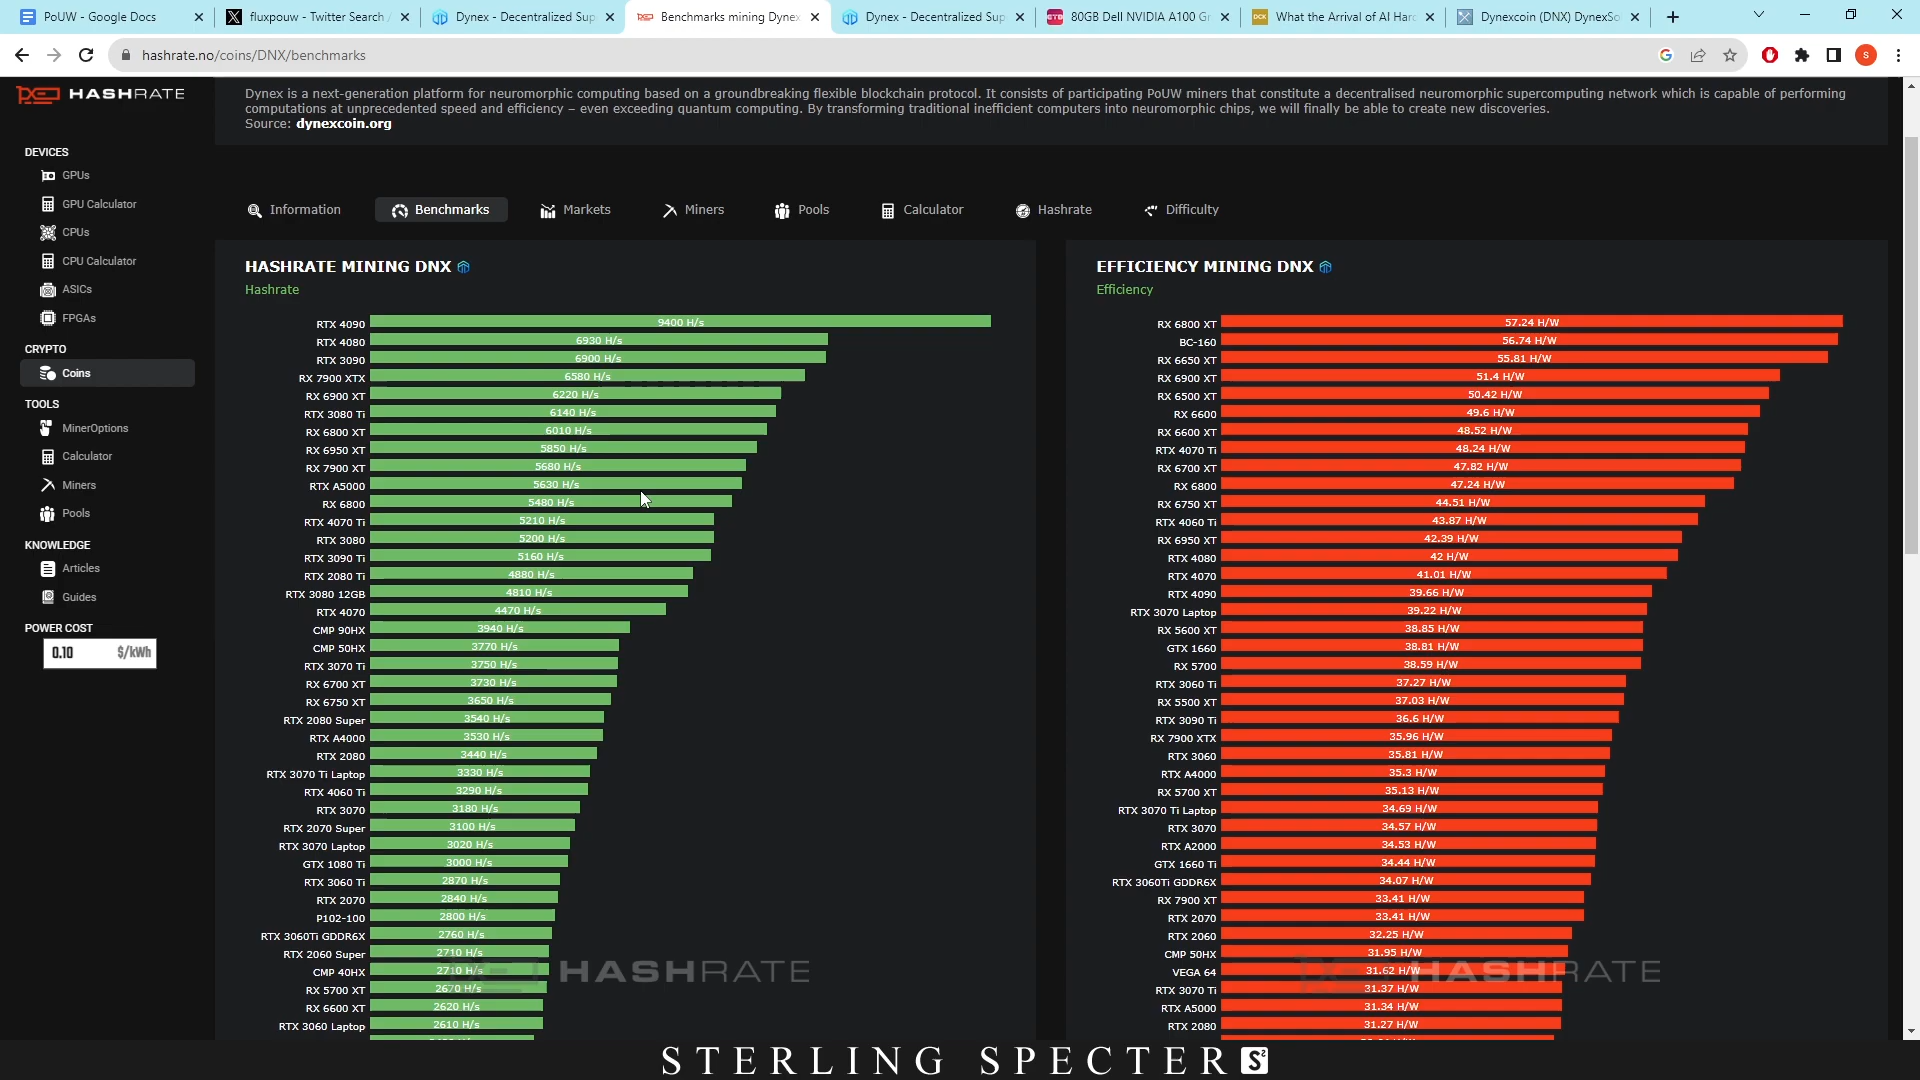 PoUW - Google Docs
fluxpouw - Twitter Search /
Dynex - Decentralized Sup
Benchmarks mining Dynex
Dynex - Decentralized Sup
80GB Dell NVIDIA A100 Gr
What the Arrival of AI Hard
Dynexcoin (DNX) DynexSo
hashrate.no/coins/DNX/benchmarks
HASHRATE
Dynex is a next-generation platform for neuromorphic computing based on a groundbreaking flexible blockchain protocol. It consists of participating PoUW miners that constitute a decentralised neuromorphic supercomputing network which is capable of performing
computations at unprecedented speed and efficiency – even exceeding quantum computing. By transforming traditional inefficient computers into neuromorphic chips, we will finally be able to create new discoveries.
Source: dynexcoin.org
DEVICES
GPUs
GPU Calculator
CPUs
CPU Calculator
ASICs
FPGAs
CRYPTO
Coins
TOOLS
MinerOptions
Calculator
Miners
Pools
KNOWLEDGE
Articles
Guides
POWER COST
0.10 $/kWh
Information
Benchmarks
Markets
Miners
Pools
Calculator
Hashrate
Difficulty
HASHRATE MINING DNX
Hashrate
RTX 4090 9400 H/s
RTX 4080 6930 H/s
RTX 3090 6900 H/s
RX 7900 XTX 6580 H/s
RX 6900 XT 6220 H/s
RTX 3080 Ti 6140 H/s
RX 6800 XT 6010 H/s
RX 6950 XT 5850 H/s
RX 7900 XT 5680 H/s
RTX A5000 5630 H/s
RX 6800 5480 H/s
RTX 4070 Ti 5210 H/s
RTX 3080 5200 H/s
RTX 3090 Ti 5160 H/s
RTX 2080 Ti 4880 H/s
RTX 3080 12GB 4810 H/s
RTX 4070 4470 H/s
CMP 90HX 3940 H/s
CMP 50HX 3770 H/s
RTX 3070 Ti 3750 H/s
RX 6700 XT 3730 H/s
RX 6750 XT 3650 H/s
RTX 2080 Super 3540 H/s
RTX A4000 3530 H/s
RTX 2080 3440 H/s
RTX 3070 Ti Laptop 3330 H/s
RTX 4060 Ti 3290 H/s
RTX 3070 3180 H/s
RTX 2070 Super 3100 H/s
RTX 3070 Laptop 3020 H/s
GTX 1080 Ti 3000 H/s
RTX 3060 Ti 2870 H/s
RTX 2070 2840 H/s
P102-100 2800 H/s
RTX 3060Ti GDDR6X 2760 H/s
RTX 2060 Super 2710 H/s
CMP 40HX 2710 H/s
RX 5700 XT 2670 H/s
RX 6600 XT 2620 H/s
RTX 3060 Laptop 2610 H/s
HASHRATE
EFFICIENCY MINING DNX
Efficiency
RX 6800 XT 57.24 H/W
BC-160 56.74 H/W
RX 6650 XT 55.81 H/W
RX 6900 XT 51.4 H/W
RX 6500 XT 50.42 H/W
RX 6600 49.6 H/W
RX 6600 XT 48.52 H/W
RTX 4070 Ti 48.24 H/W
RX 6700 XT 47.82 H/W
RX 6800 47.24 H/W
RX 6750 XT 44.51 H/W
RTX 4060 Ti 43.87 H/W
RX 6950 XT 42.39 H/W
RTX 4080 42 H/W
RTX 4070 41.01 H/W
RTX 4090 39.66 H/W
RTX 3070 Laptop 39.22 H/W
RX 5600 XT 38.85 H/W
GTX 1660 38.81 H/W
RX 5700 38.59 H/W
RTX 3060 Ti 37.27 H/W
RX 5500 XT 37.03 H/W
RTX 3090 Ti 36.6 H/W
RX 7900 XTX 35.96 H/W
RTX 3060 35.81 H/W
RTX A4000 35.3 H/W
RX 5700 XT 35.13 H/W
RTX 3070 Ti Laptop 34.69 H/W
RTX 3070 34.57 H/W
RTX A2000 34.53 H/W
GTX 1660 Ti 34.44 H/W
RTX 3060Ti GDDR6X 34.07 H/W
RX 7900 XT 33.41 H/W
RTX 2070 33.41 H/W
RTX 2060 32.25 H/W
CMP 50HX 31.95 H/W
VEGA 64 31.62 H/W
RTX 3070 Ti 31.37 H/W
RTX A5000 31.34 H/W
RTX 2080 31.27 H/W
HASHRATE
STERLING SPECTER S²